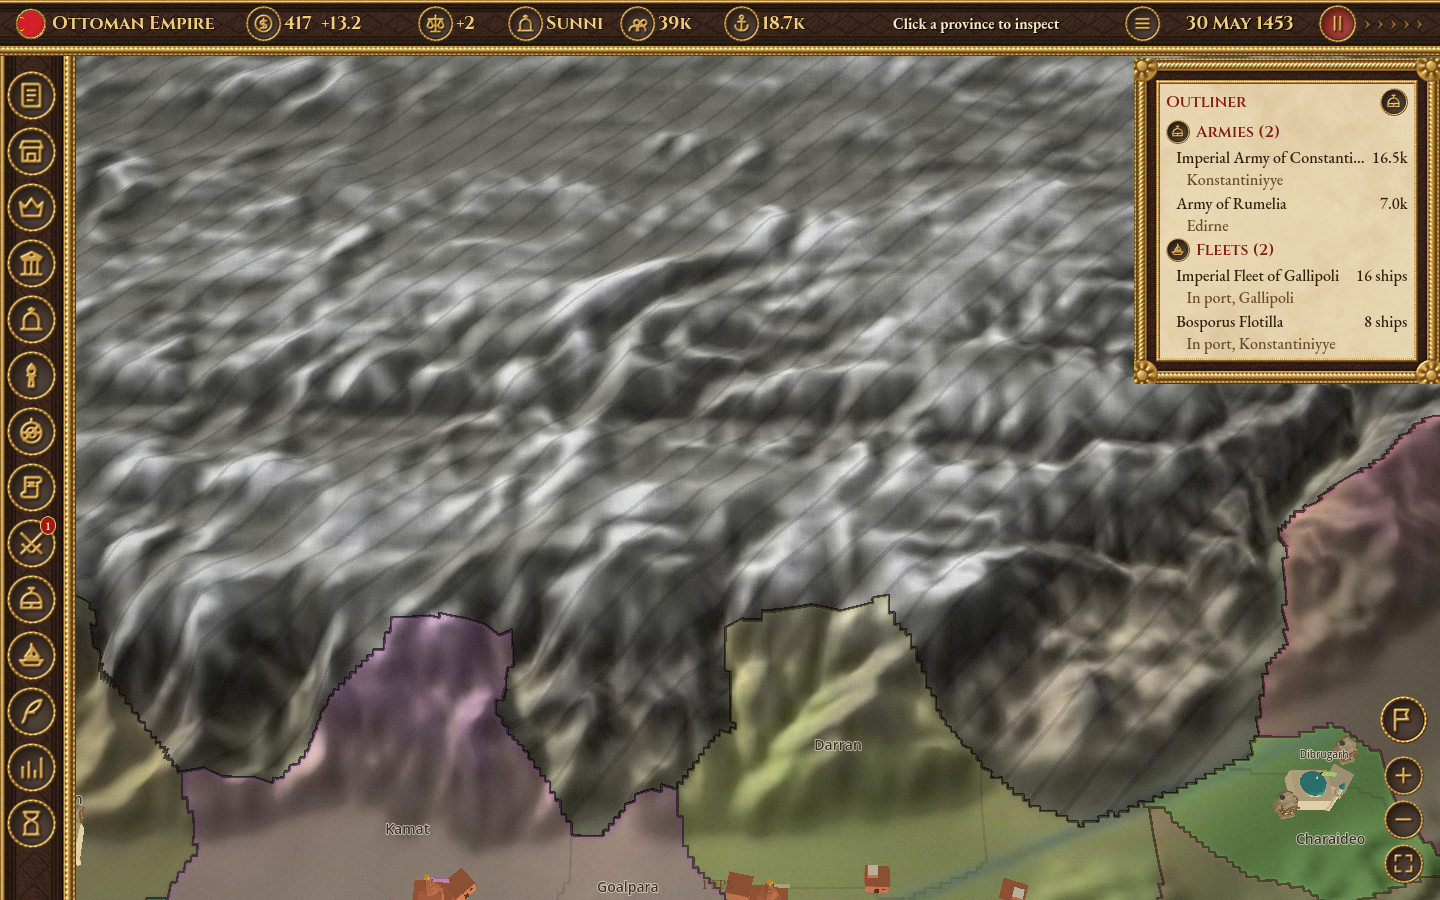 OTTOMAN EMPIRE 417 +13.2 +2 SUNNI 39K 18.7K Click a province to inspect 30 MAY 1453
OUTLINER
ARMIES (2)
Imperial Army of Constanti... 16.5k
Konstantiniyye
Army of Rumelia 7.0k
Edirne
FLEETS (2)
Imperial Fleet of Gallipoli 16 ships
In port, Gallipoli
Bosporus Flotilla 8 ships
In port, Konstantiniyye
1
Darran
Dibrugarh
Kamat
Charaideo
Goalpara